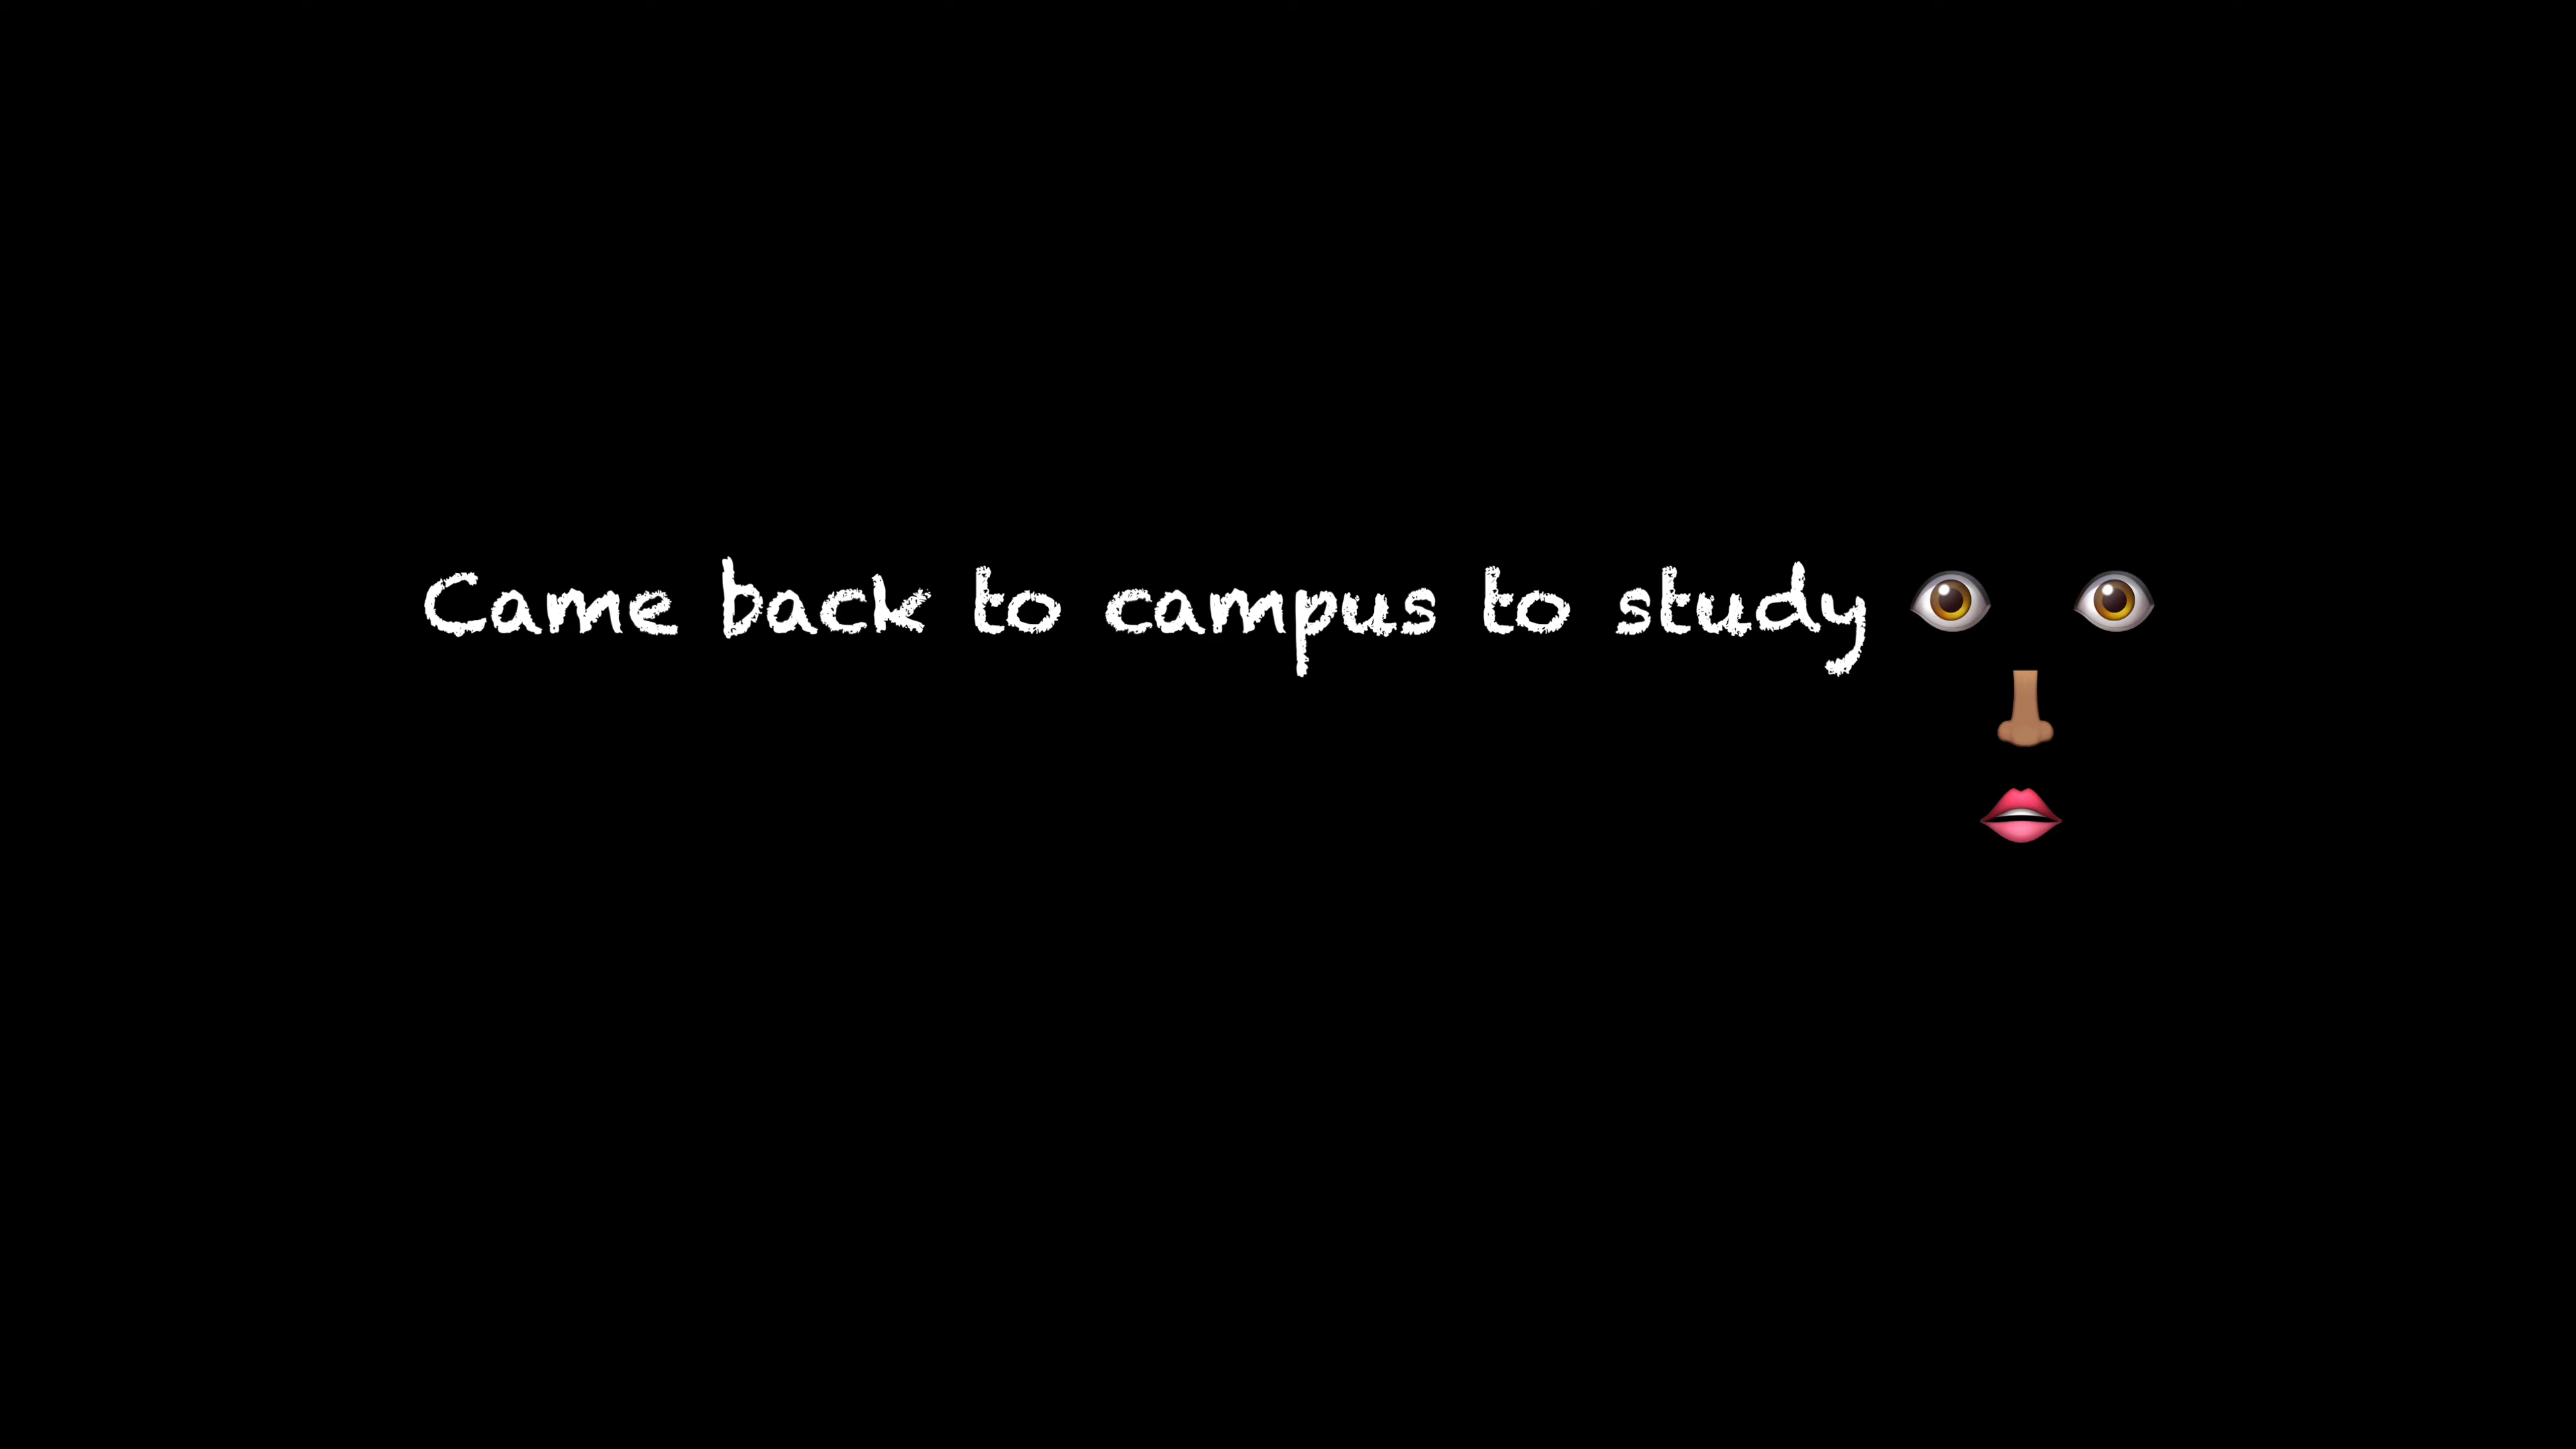 Came back to campus to study 👁️ 👁️
👃🏽
👄